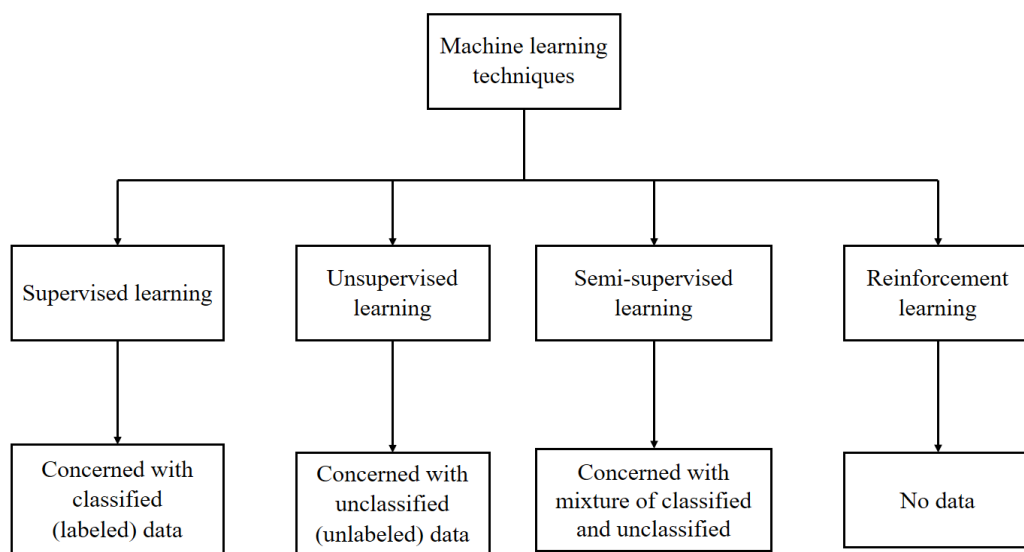 Machine learning
techniques
Supervised learning
Unsupervised
learning
Semi-supervised
learning
Reinforcement
learning
Concerned with
classified
(labeled) data
Concerned with
unclassified
(unlabeled) data
Concerned with
mixture of classified
and unclassified
No data